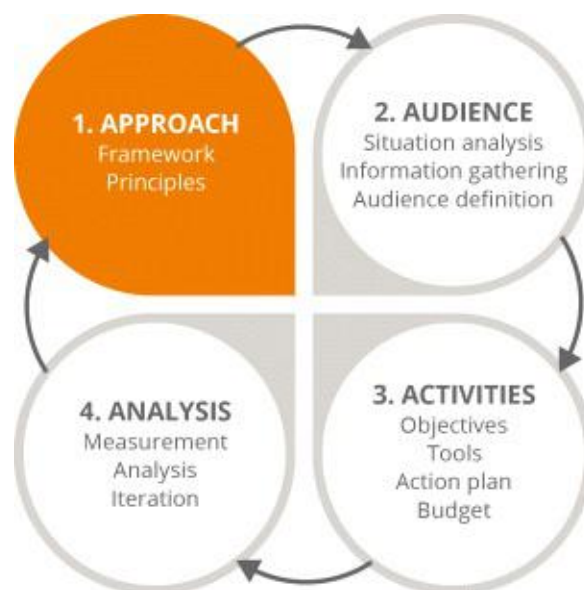 1. APPROACH
Framework
Principles
2. AUDIENCE
Situation analysis
Information gathering
Audience definition
3. ACTIVITIES
Objectives
Tools
Action plan
Budget
4. ANALYSIS
Measurement
Analysis
Iteration